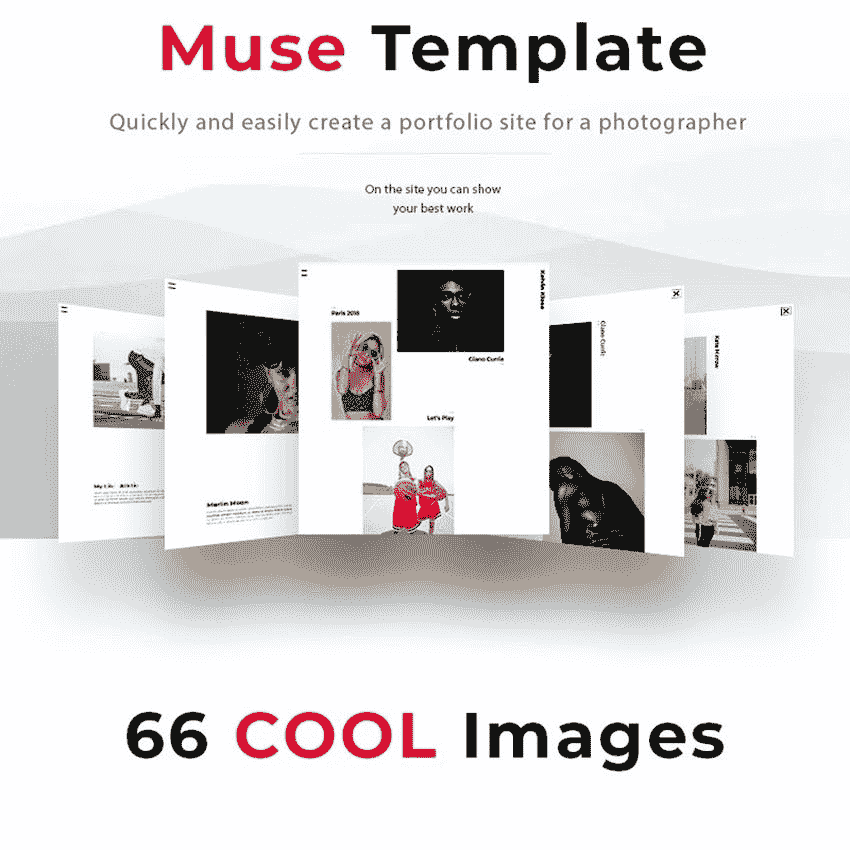 Muse Template
Quickly and easily create a portfolio site for a photographer
On the site you can show
your best work
Paris 2018
Giano Currie
Let's Play
Merlin Moon
66 COOL Images